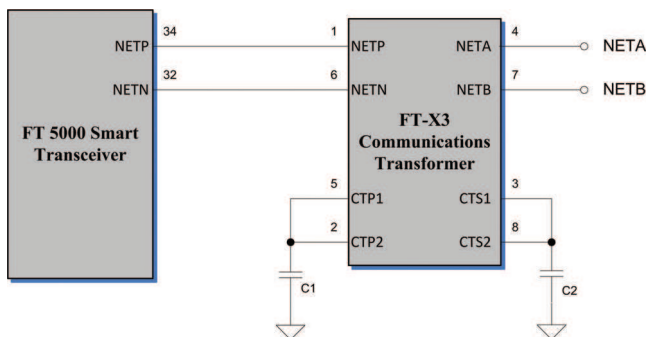 34
1
4
NETP
NETP
NETA
NETA
32
6
7
NETN
NETN
NETB
NETB
FT 5000 Smart
Transceiver
FT-X3
Communications
Transformer
5
3
CTP1
CTS1
2
8
CTP2
CTS2
C1
C2